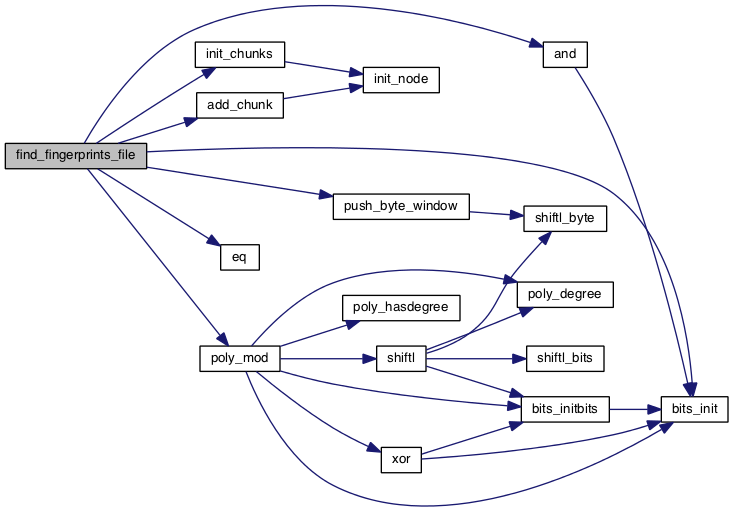 and
init_chunks
init_node
add_chunk
find_fingerprints_file
push_byte_window
shiftl_byte
eq
poly_degree
poly_hasdegree
poly_mod
shiftl
shiftl_bits
bits_initbits
bits_init
xor